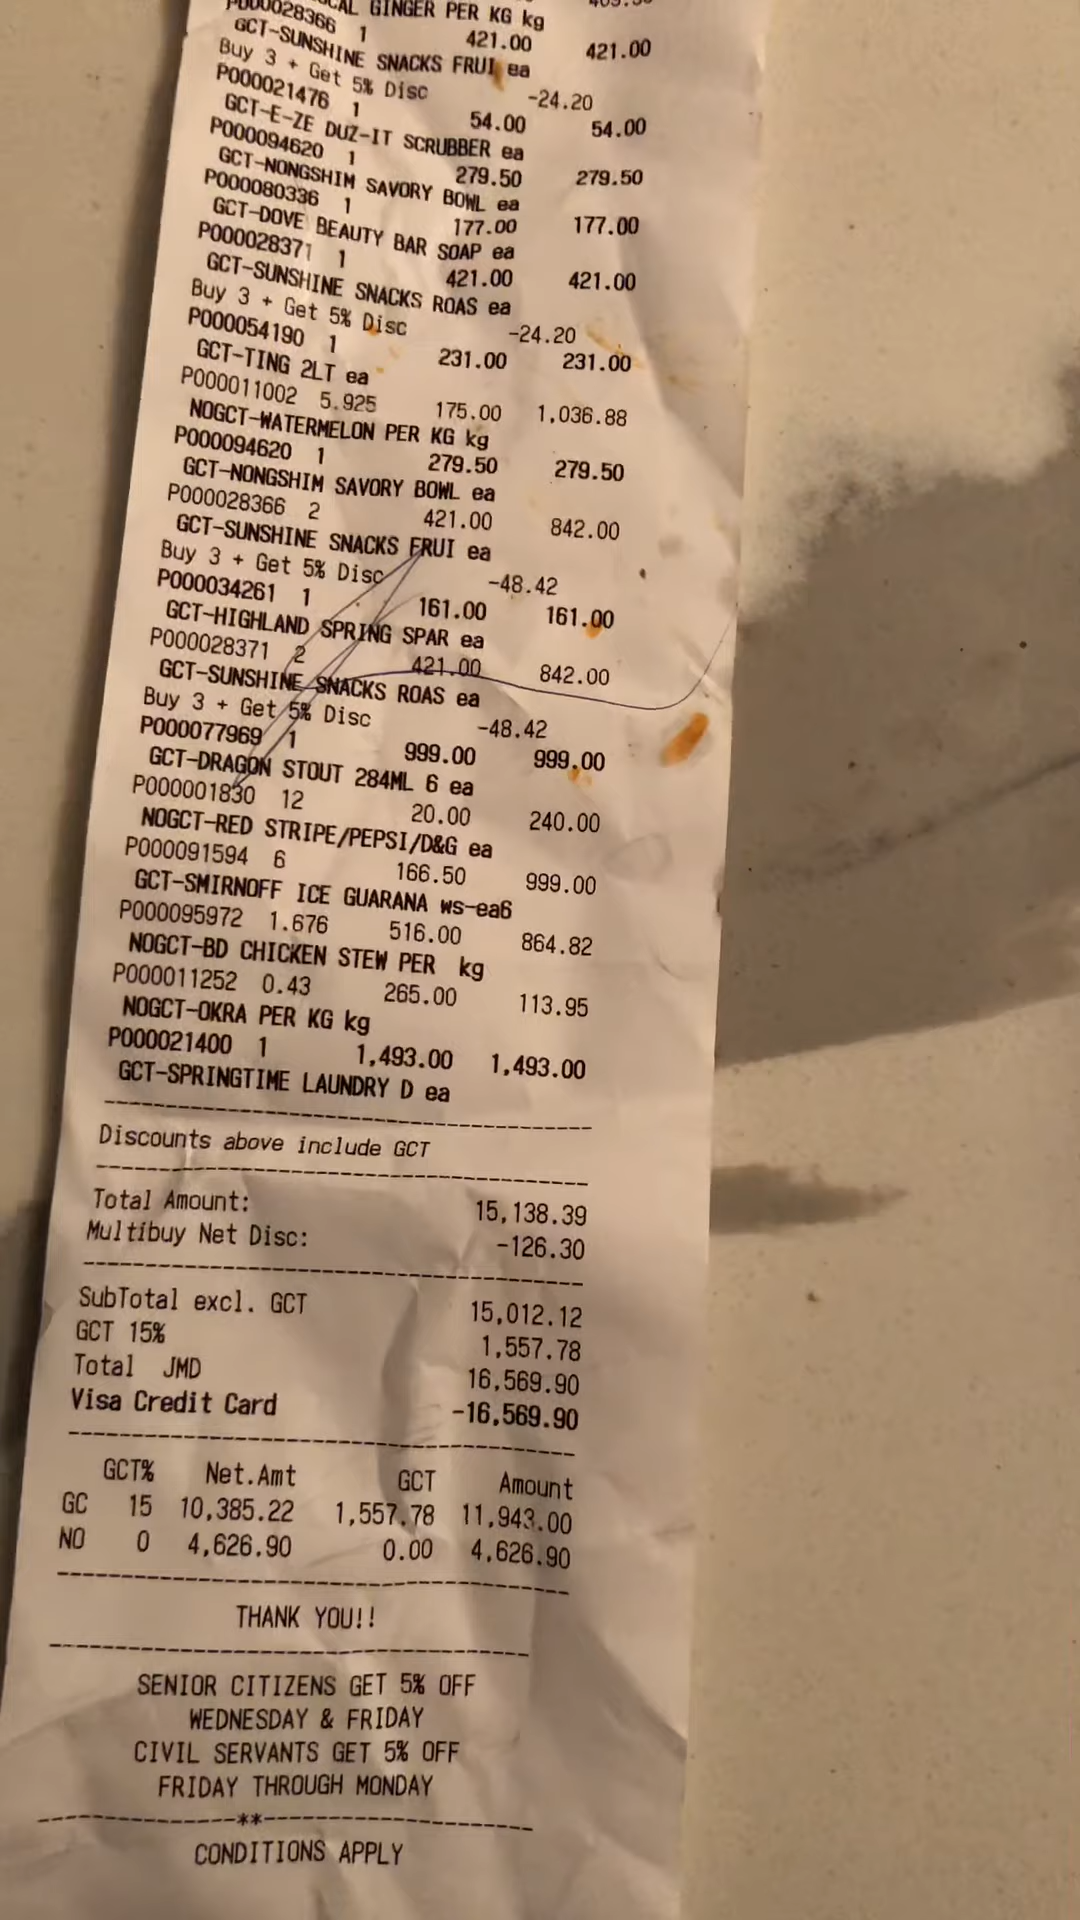 GINGER PER KG kg
P000028366 1 421.00 421.00
GCT-SUNSHINE SNACKS FRUI ea
Buy 3 + Get 5% Disc -24.20
P000021476 1 54.00 54.00
GCT-E-ZE DUZ-IT SCRUBBER ea
P000094620 1 279.50 279.50
GCT-NONGSHIM SAVORY BOWL ea
P000080336 1 177.00 177.00
GCT-DOVE BEAUTY BAR SOAP ea
P000028371 1 421.00 421.00
GCT-SUNSHINE SNACKS ROAS ea
Buy 3 + Get 5% Disc -24.20
P000054190 1 231.00 231.00
GCT-TING 2LT ea
P000011002 5.925 175.00 1,036.88
NOGCT-WATERMELON PER KG kg
P000094620 1 279.50 279.50
GCT-NONGSHIM SAVORY BOWL ea
P000028366 2 421.00 842.00
GCT-SUNSHINE SNACKS FRUI ea
Buy 3 + Get 5% Disc -48.42
P000034261 1 161.00 161.00
GCT-HIGHLAND SPRING SPAR ea
P000028371 2 421.00 842.00
GCT-SUNSHINE SNACKS ROAS ea
Buy 3 + Get 5% Disc -48.42
P000077969 1 999.00 999.00
GCT-DRAGON STOUT 284ML 6 ea
P000001830 12 20.00 240.00
NOGCT-RED STRIPE/PEPSI/D&G ea
P000091594 6 166.50 999.00
GCT-SMIRNOFF ICE GUARANA ws-ea6
P000095972 1.676 516.00 864.82
NOGCT-BD CHICKEN STEW PER kg
P000011252 0.43 265.00 113.95
NOGCT-OKRA PER KG kg
P000021400 1 1,493.00 1,493.00
GCT-SPRINGTIME LAUNDRY D ea
Discounts above include GCT
Total Amount: 15,138.39
Multibuy Net Disc: -126.30
SubTotal excl. GCT 15,012.12
GCT 15% 1,557.78
Total JMD 16,569.90
Visa Credit Card -16,569.90
GCT% Net.Amt GCT Amount
GC 15 10,385.22 1,557.78 11,943.00
NO 0 4,626.90 0.00 4,626.90
THANK YOU!!
SENIOR CITIZENS GET 5% OFF
WEDNESDAY & FRIDAY
CIVIL SERVANTS GET 5% OFF
FRIDAY THROUGH MONDAY
**
CONDITIONS APPLY